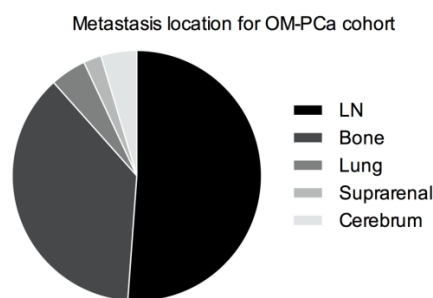 Metastasis location for OM-PCa cohort
LN
Bone
Lung
Suprarenal
Cerebrum